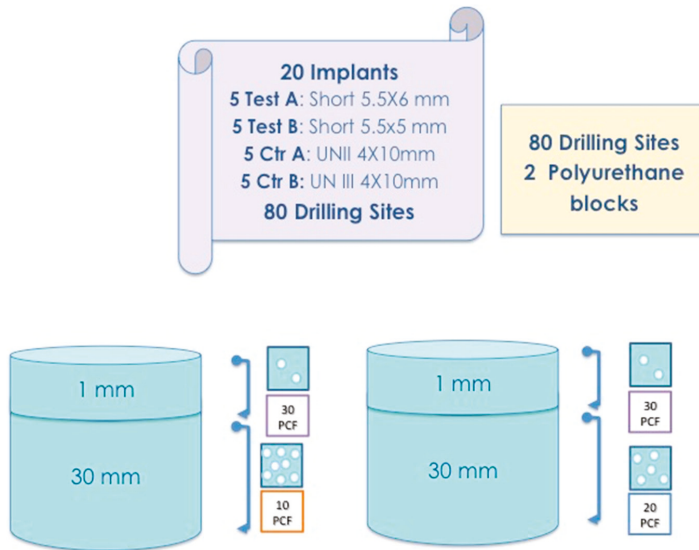 20 Implants
5 Test A: Short 5.5X6 mm
5 Test B: Short 5.5x5 mm
5 Ctr A: UNII 4X10mm
5 Ctr B: UN III 4X10mm
80 Drilling Sites
80 Drilling Sites
2 Polyurethane
blocks
1 mm
30
PCF
30 mm
10
PCF
1 mm
30
PCF
30 mm
20
PCF